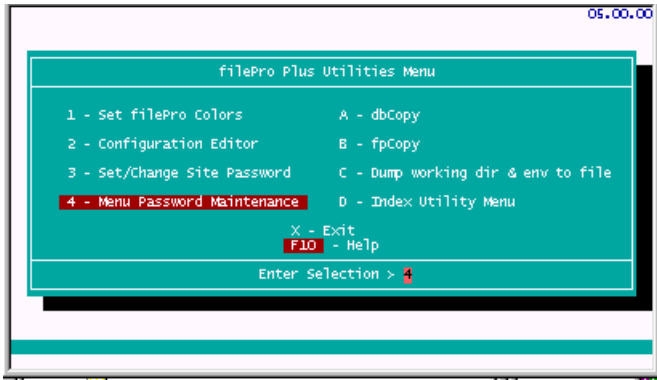 05.00.00
filePro Plus Utilities Menu
1 - Set filePro Colors A - dbCopy
2 - Configuration Editor B - fpCopy
3 - Set/Change Site Password C - Dump working dir & env to file
4 - Menu Password Maintenance D - Index Utility Menu
X - Exit
F10 - Help
Enter Selection > 4